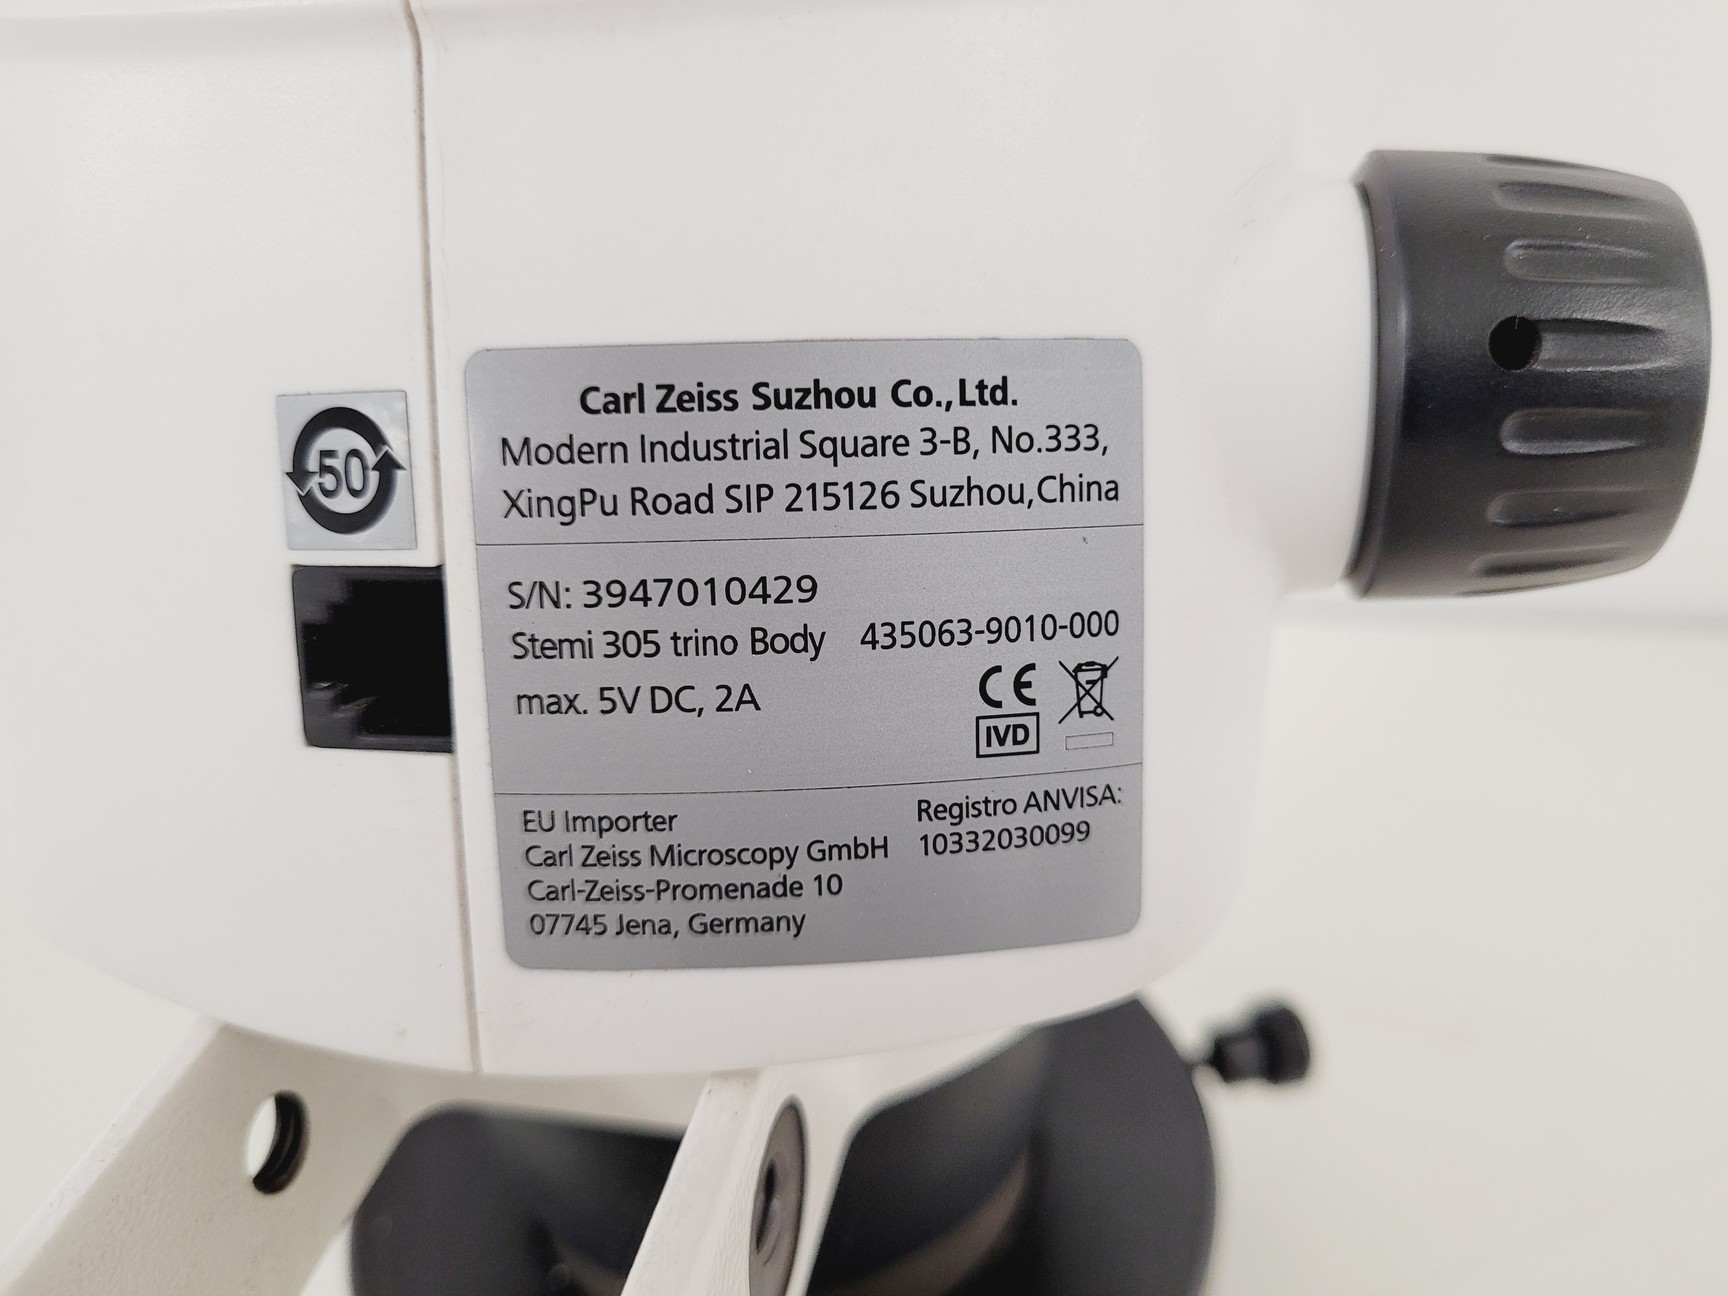 50
Carl Zeiss Suzhou Co.,Ltd.
Modern Industrial Square 3-B, No.333,
XingPu Road SIP 215126 Suzhou,China
S/N: 3947010429
Stemi 305 trino Body 435063-9010-000
max. 5V DC, 2A
CE
IVD
EU Importer
Carl Zeiss Microscopy GmbH
Carl-Zeiss-Promenade 10
07745 Jena, Germany
Registro ANVISA:
10332030099